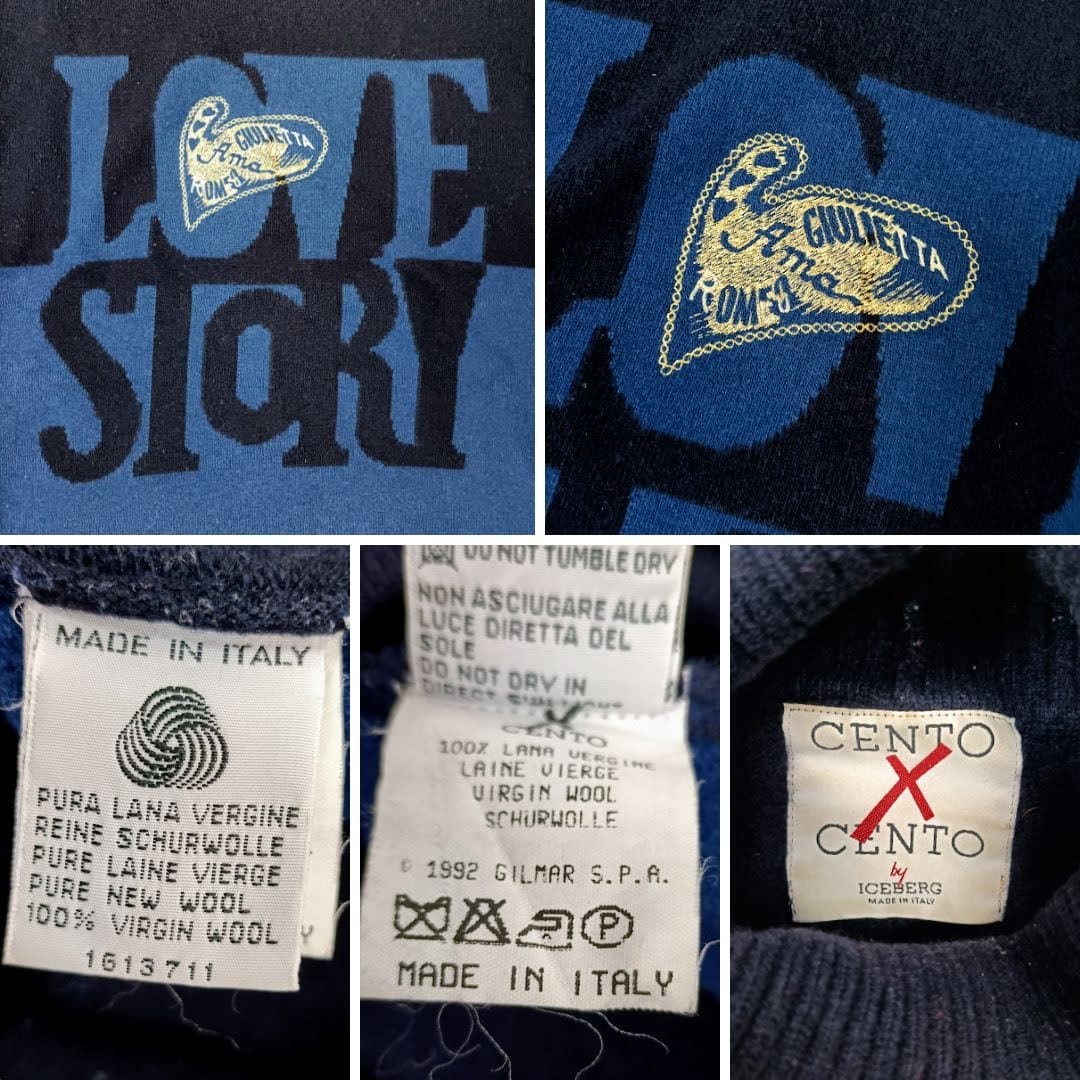 LOVE
STORY
GIULIETTA
Ama
ROMEO
GIULIETTA
Ama
ROMEO
MADE IN ITALY
PURA LANA VERGINE
REINE SCHURWOLLE
PURE LAINE VIERGE
PURE NEW WOOL
100% VIRGIN WOOL
1613711
DO NOT TUMBLE DRY
NON ASCIUGARE ALLA
LUCE DIRETTA DEL
SOLE
DO NOT DRY IN
DIRECT
CENTO
100% LANA VERGINE
LAINE VIERGE
VIRGIN WOOL
SCHURWOLLE
© 1992 GILMAR S.P.A.
P
MADE IN ITALY
CENTO
X
CENTO
by
ICEBERG
MADE IN ITALY